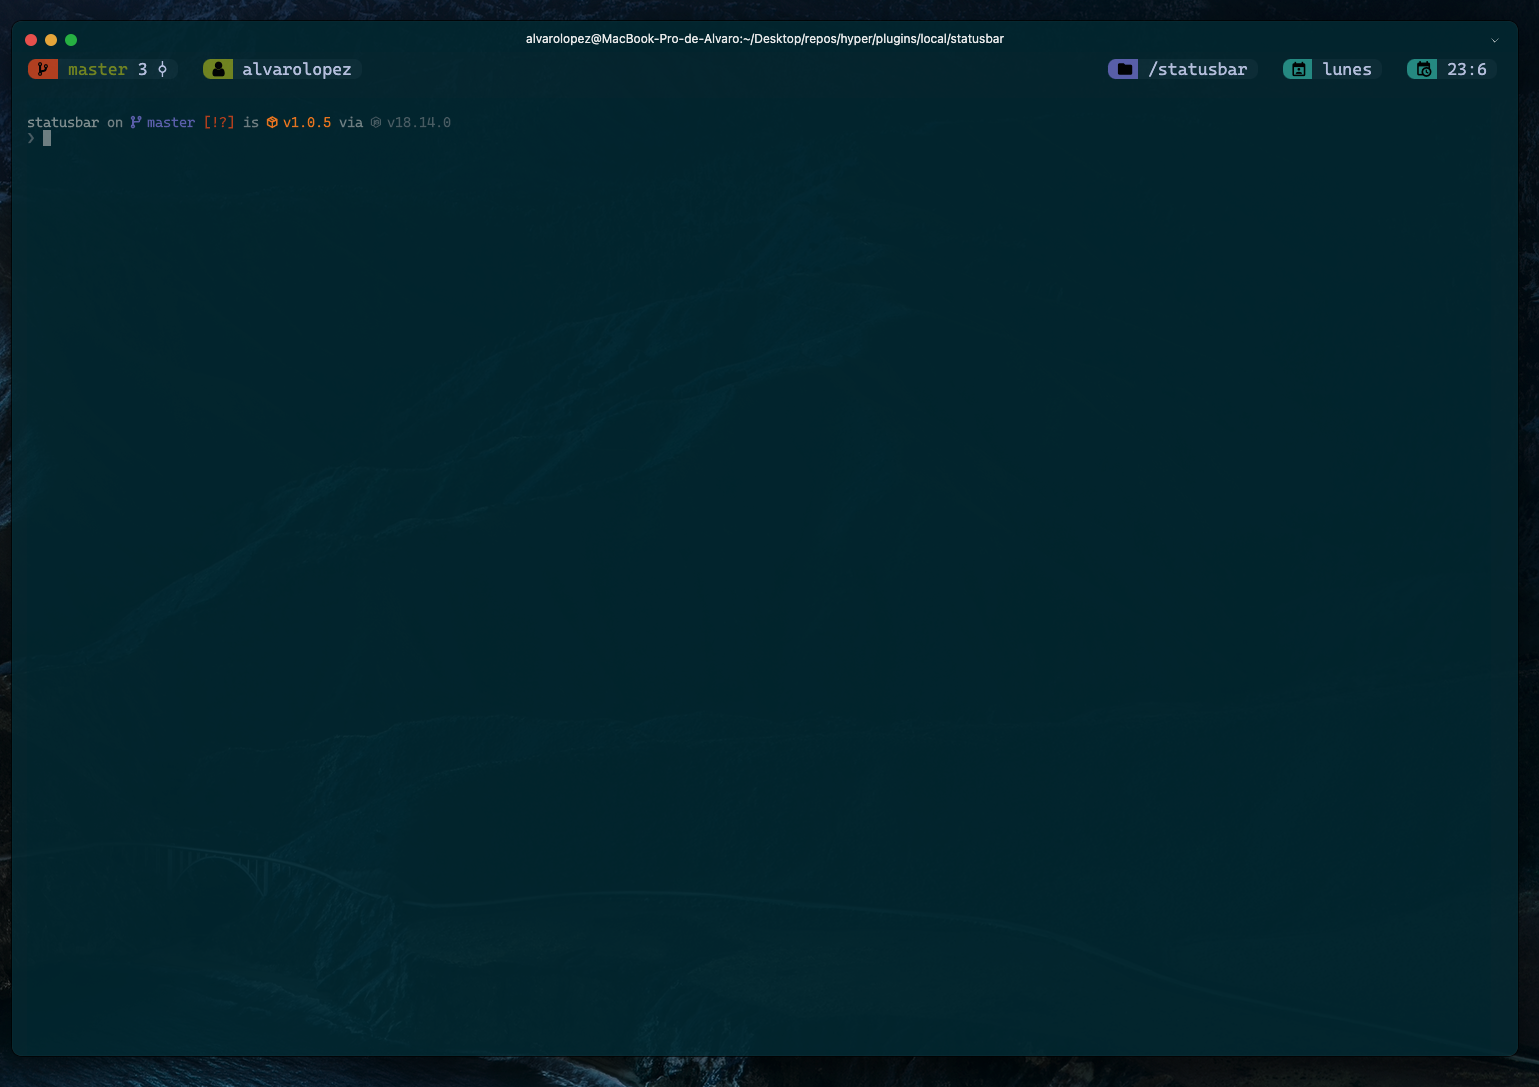 alvarolopez@MacBook-Pro-de-Alvaro:~/Desktop/repos/hyper/plugins/local/statusbar
master 3 alvarolopez /statusbar lunes 23:6
statusbar on master [!?] is v1.0.5 via v18.14.0
❯